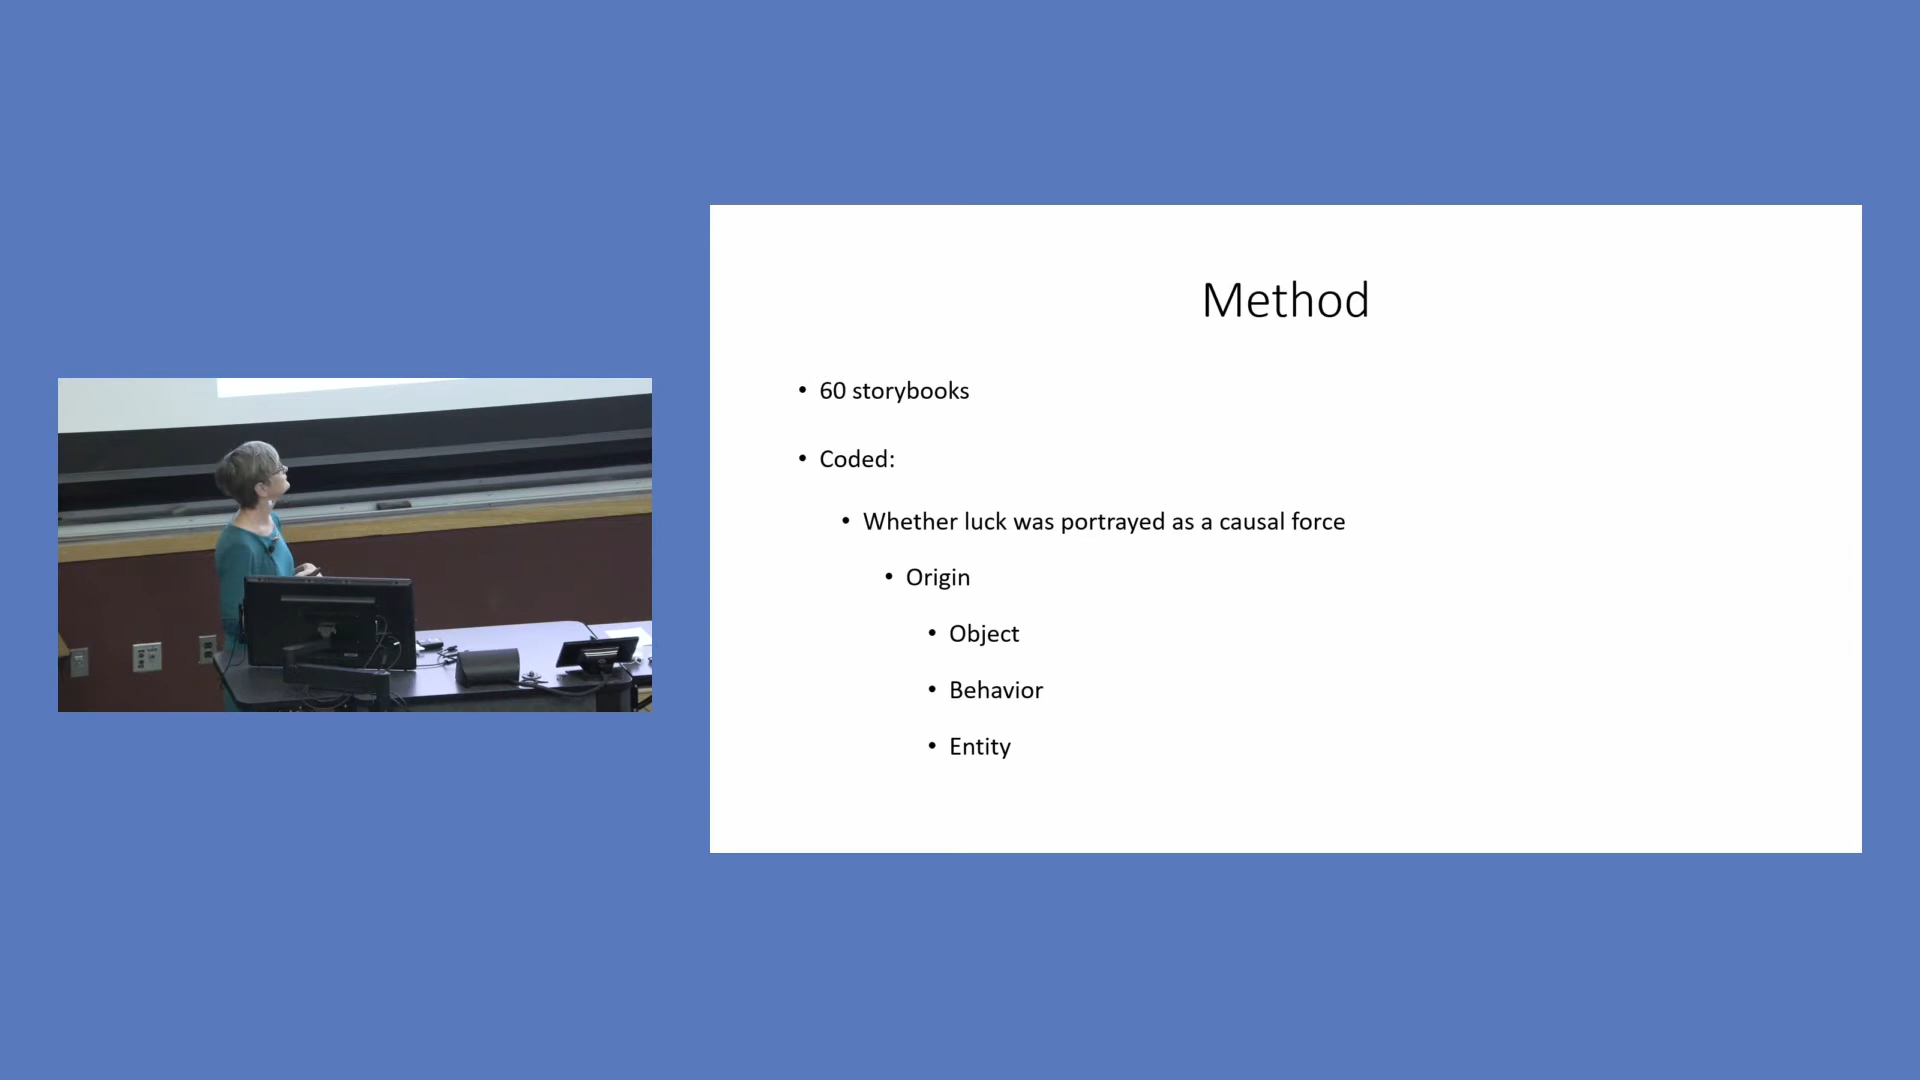 Method
• 60 storybooks
• Coded:
• Whether luck was portrayed as a causal force
• Origin
• Object
• Behavior
• Entity